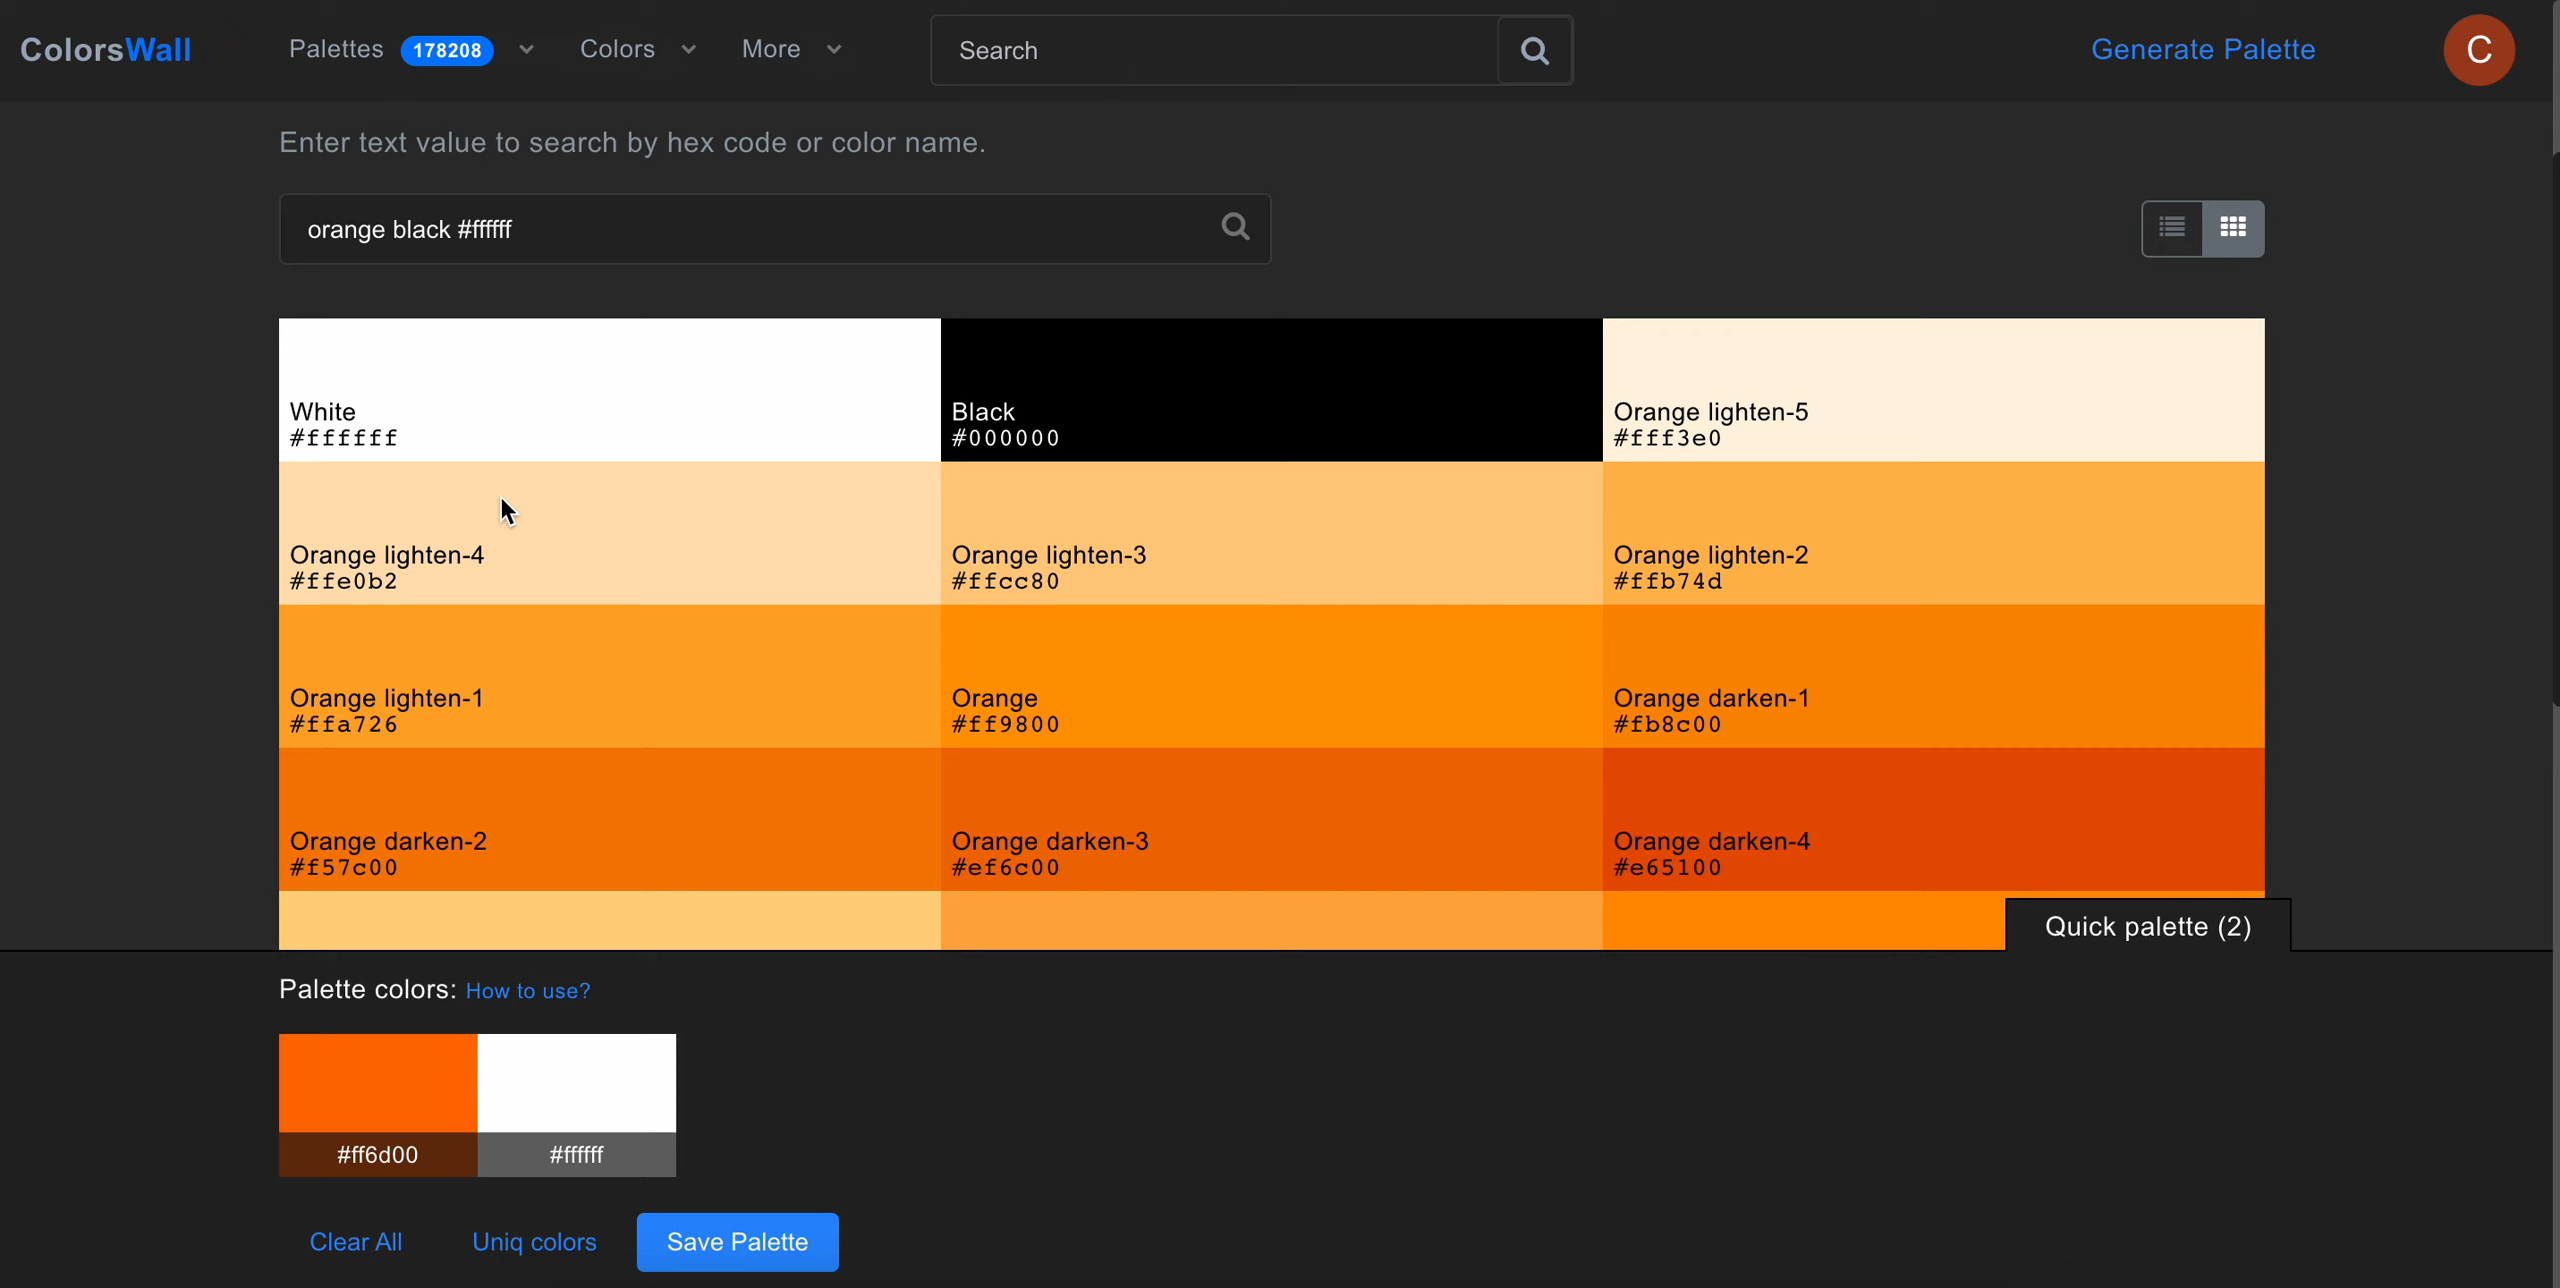 ColorsWall Palettes 178208 Colors More Search Generate Palette C
Enter text value to search by hex code or color name.
orange black #ffffff
White
#ffffff
Black
#000000
Orange lighten-5
#fff3e0
Orange lighten-4
#ffe0b2
Orange lighten-3
#ffcc80
Orange lighten-2
#ffb74d
Orange lighten-1
#ffa726
Orange
#ff9800
Orange darken-1
#fb8c00
Orange darken-2
#f57c00
Orange darken-3
#ef6c00
Orange darken-4
#e65100
Quick palette (2)
Palette colors: How to use?
#ff6d00 #ffffff
Clear All Uniq colors Save Palette